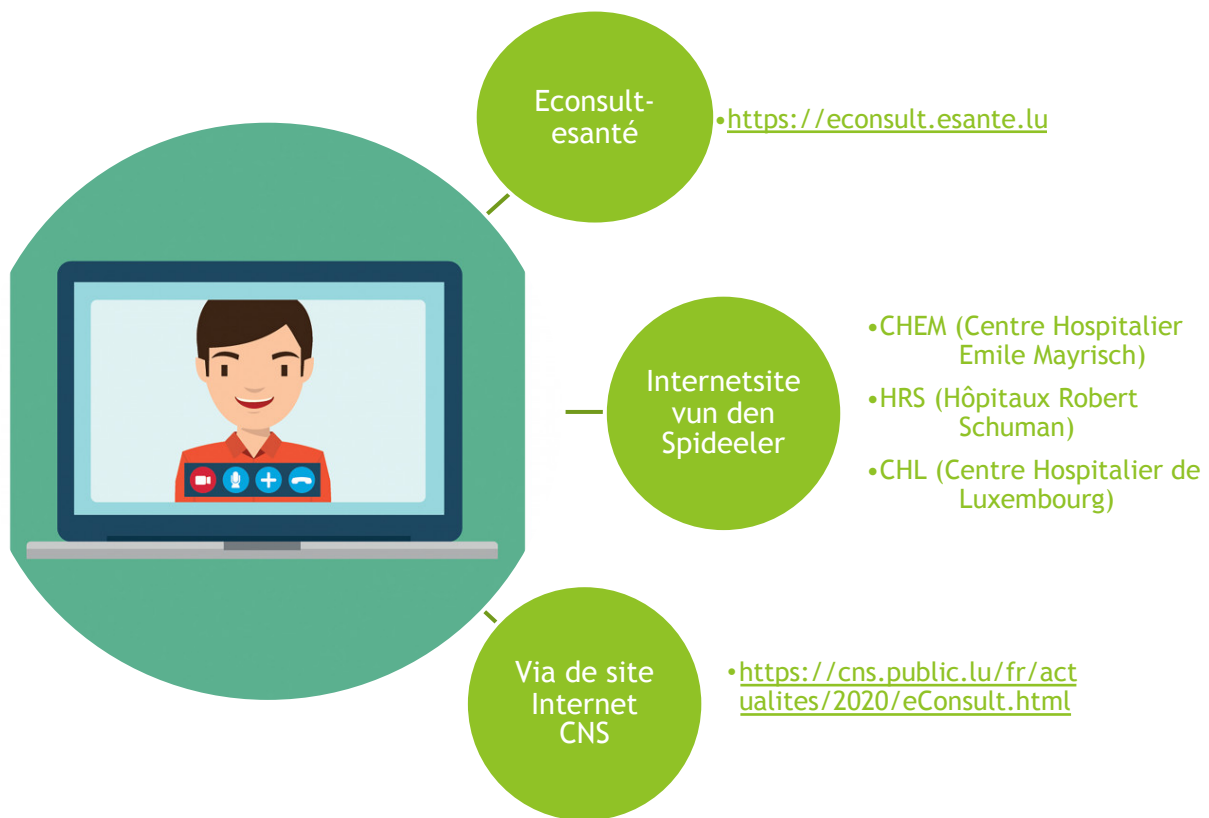 Econsult-
esanté
•https://econsult.esante.lu
Internetsite
vun den
Spideeler
•CHEM (Centre Hospitalier
Emile Mayrisch)
•HRS (Hôpitaux Robert
Schuman)
•CHL (Centre Hospitalier de
Luxembourg)
Via de site
Internet
CNS
•https://cns.public.lu/fr/act
ualites/2020/eConsult.html